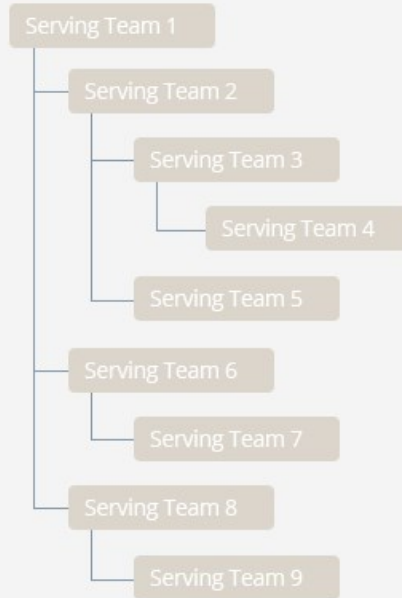 Serving Team 1
Serving Team 2
Serving Team 3
Serving Team 4
Serving Team 5
Serving Team 6
Serving Team 7
Serving Team 8
Serving Team 9